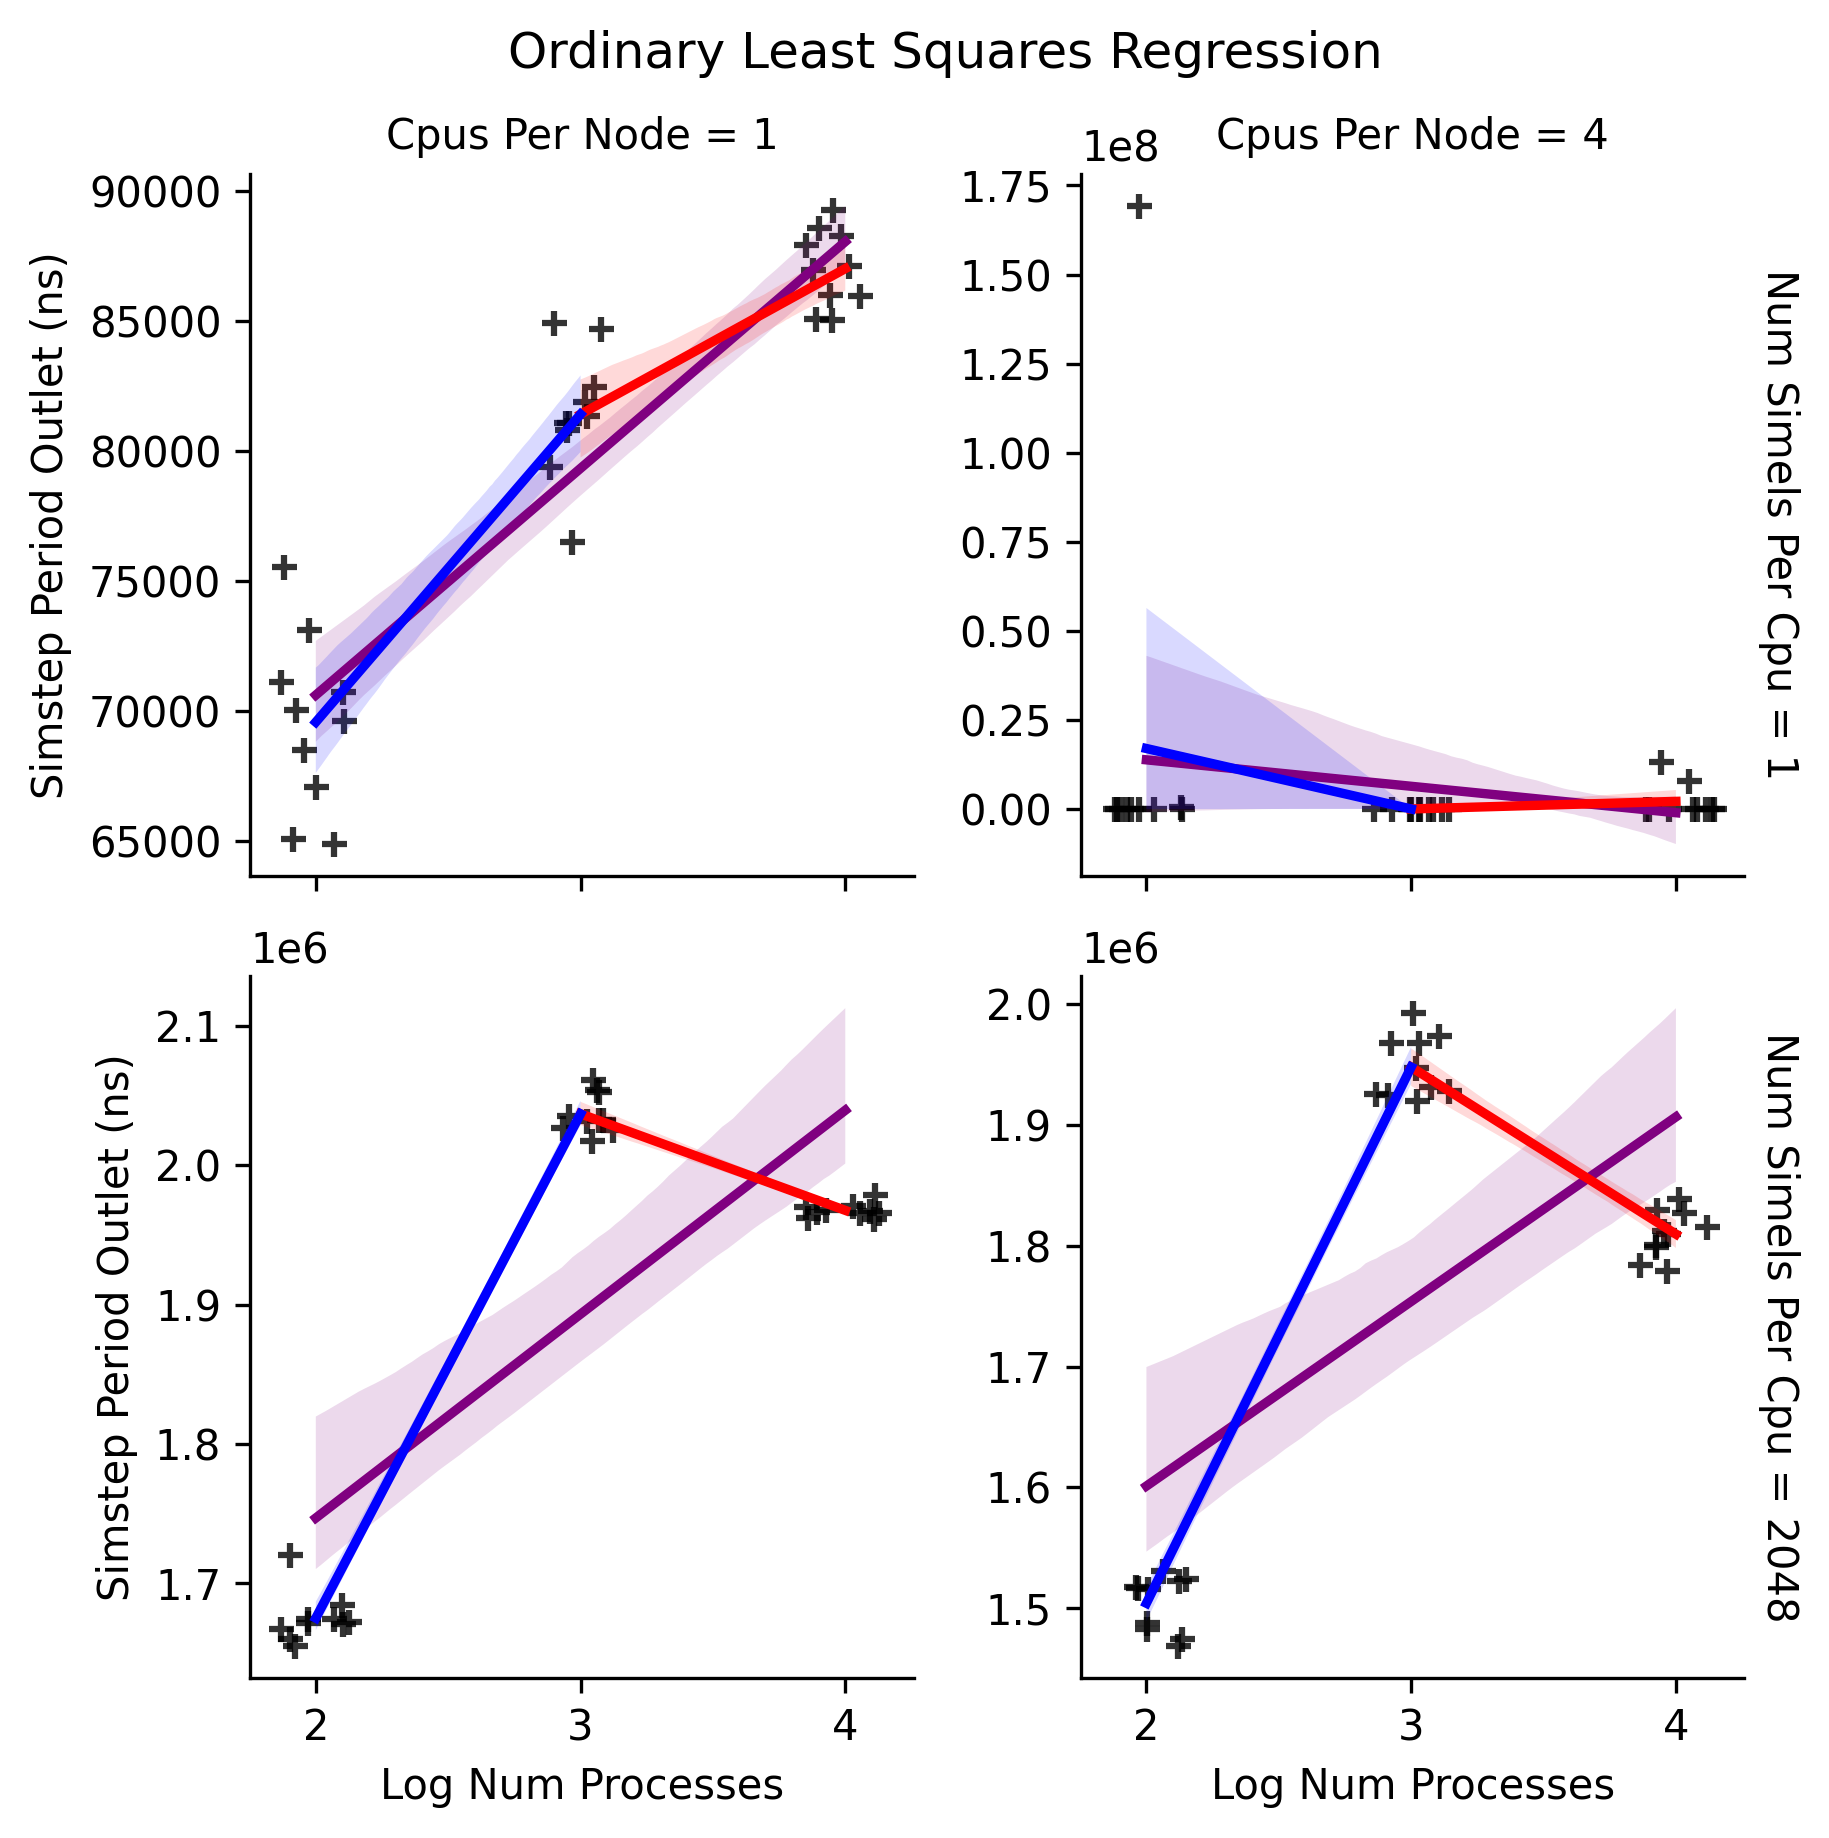 Ordinary Least Squares Regression
Cpus Per Node = 1
Cpus Per Node = 4
Simstep Period Outlet (ns)
90000
85000
80000
75000
70000
65000
1e8
1.75
1.50
1.25
1.00
0.75
0.50
0.25
0.00
Num Simels Per Cpu = 1
Simstep Period Outlet (ns)
1e6
2.1
2.0
1.9
1.8
1.7
2
3
4
Log Num Processes
1e6
2.0
1.9
1.8
1.7
1.6
1.5
2
3
4
Log Num Processes
Num Simels Per Cpu = 2048